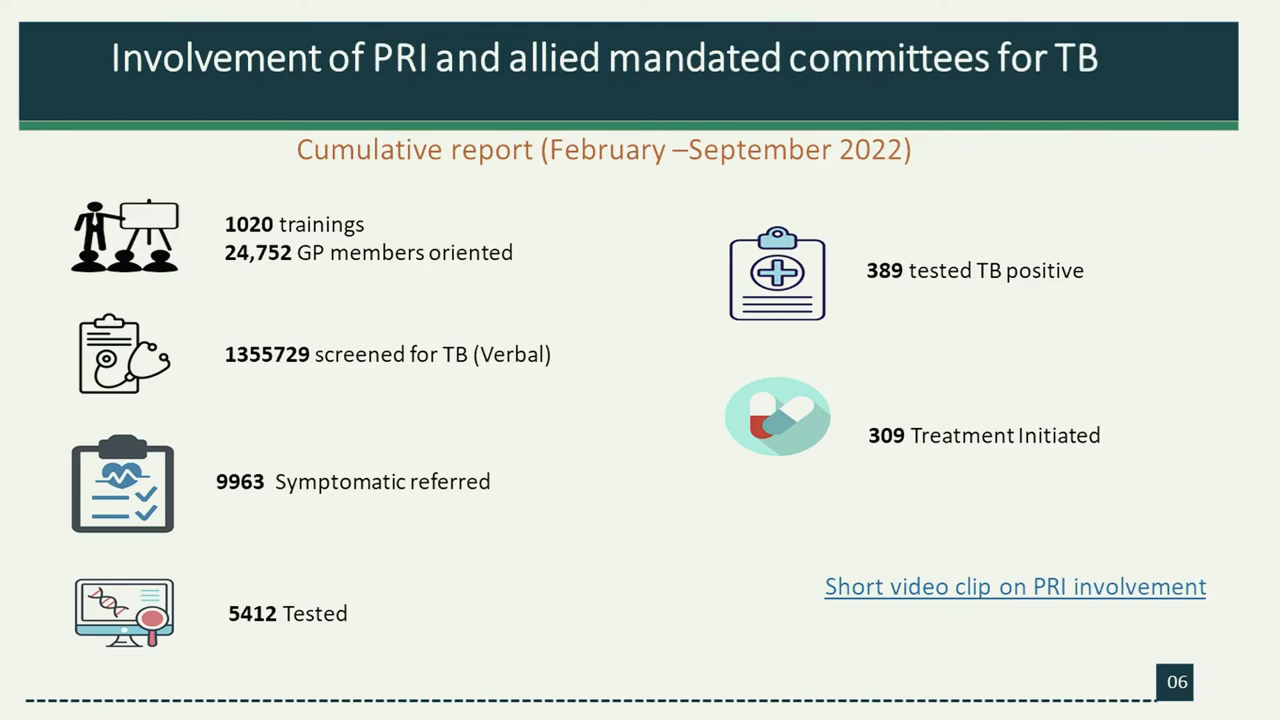 Involvement of PRI and allied mandated committees for TB
Cumulative report (February –September 2022)
1020 trainings
24,752 GP members oriented
1355729 screened for TB (Verbal)
9963 Symptomatic referred
5412 Tested
389 tested TB positive
309 Treatment Initiated
Short video clip on PRI involvement
06